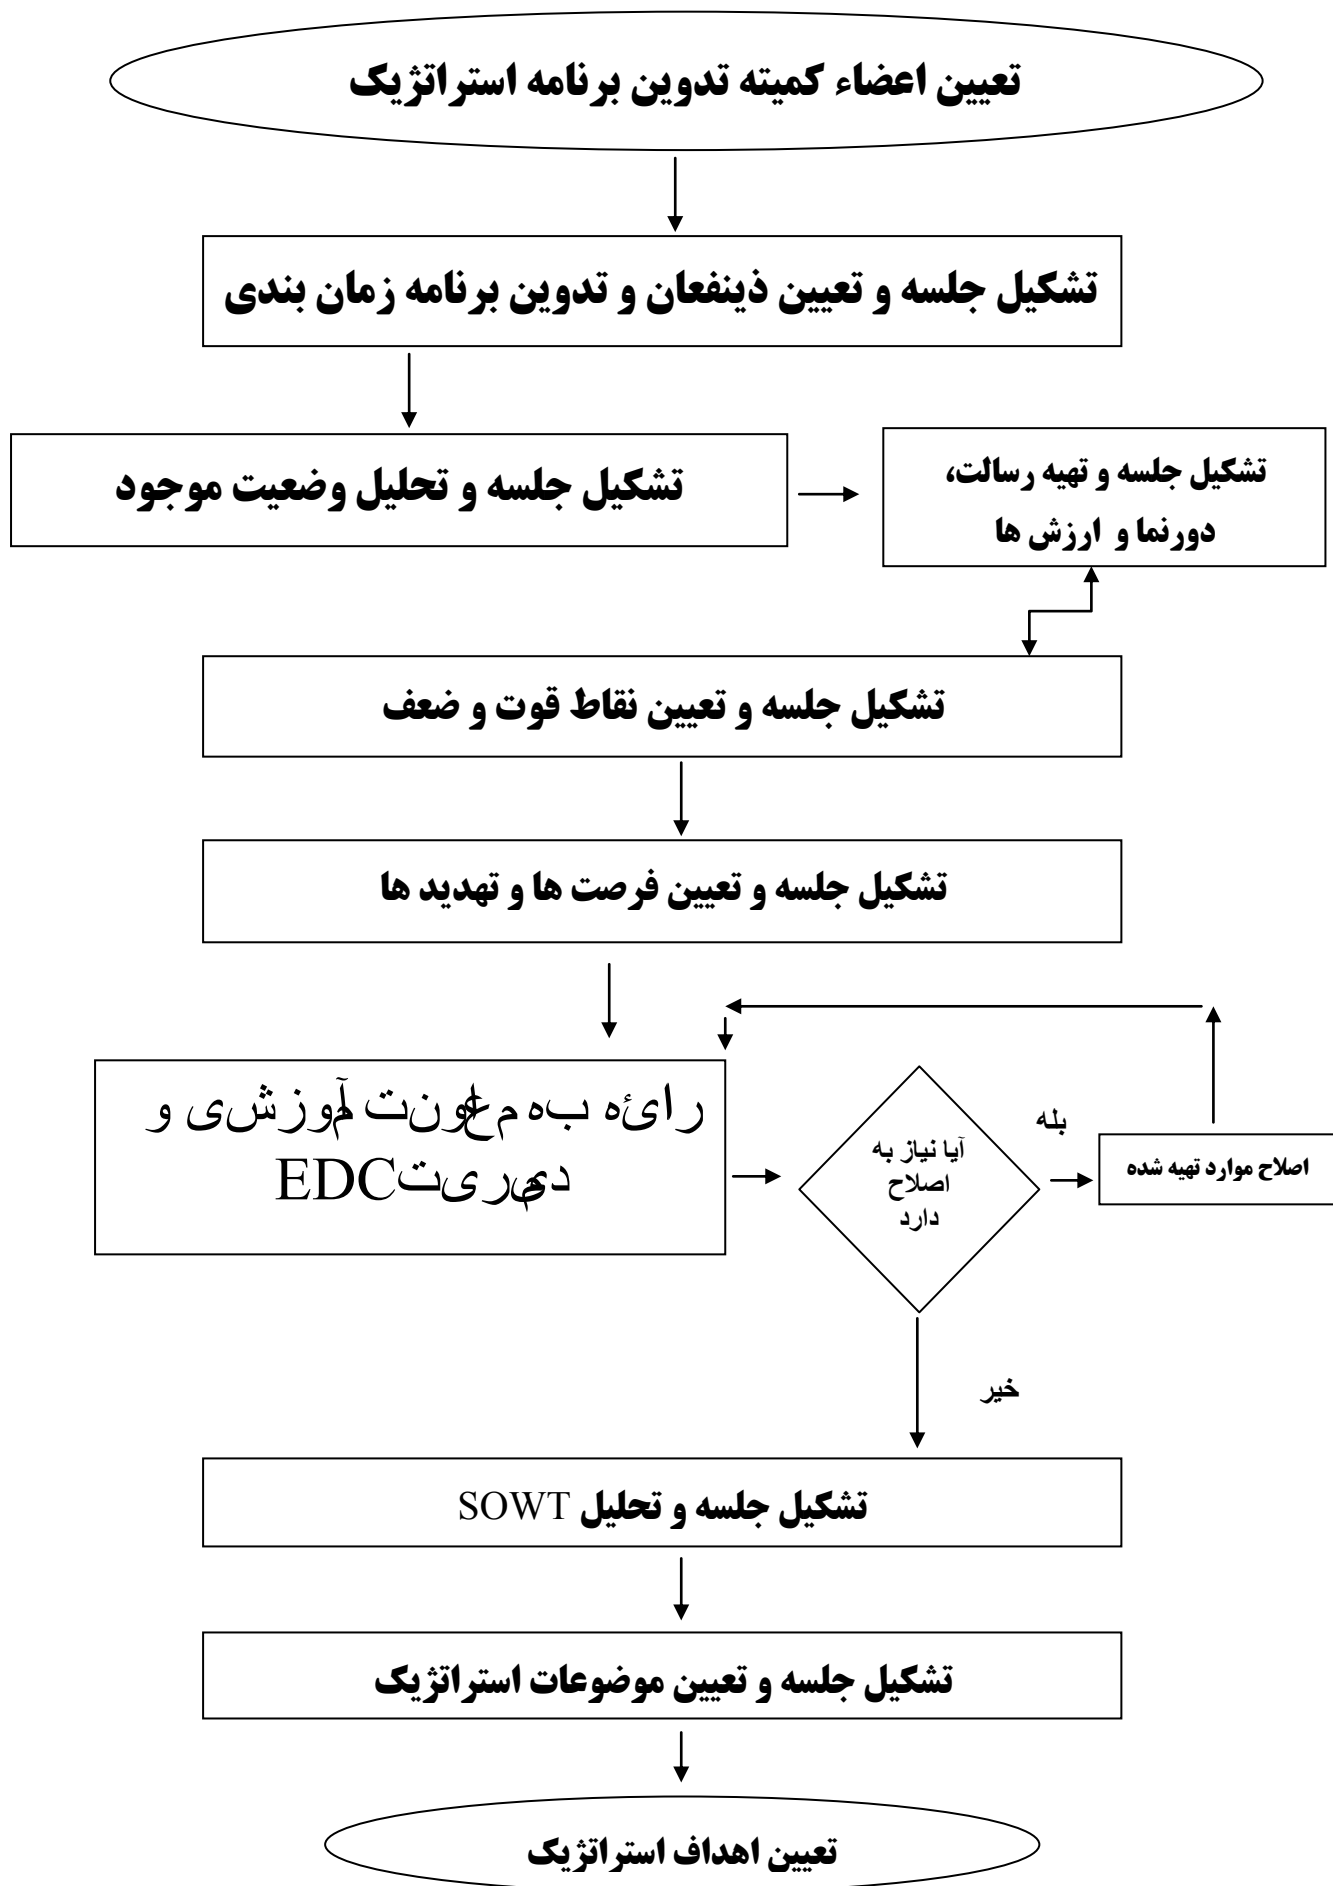 تعیین اعضاء کمیته تدوین برنامه استراتژیک
تشکیل جلسه و تعیین ذینفعان و تدوین برنامه زمان بندی
تشکیل جلسه و تحلیل وضعیت موجود
تشکیل جلسه و تهیه رسالت،
دورنما و ارزش ها
تشکیل جلسه و تعیین نقاط قوت و ضعف
تشکیل جلسه و تعیین فرصت ها و تهدید ها
رائه به معاونت آموزشی و
مدیریت EDC
آیا نیاز به
اصلاح
دارد
بله
اصلاح موارد تهیه شده
خیر
تشکیل جلسه و تحلیل SOWT
تشکیل جلسه و تعیین موضوعات استراتژیک
تعیین اهداف استراتژیک